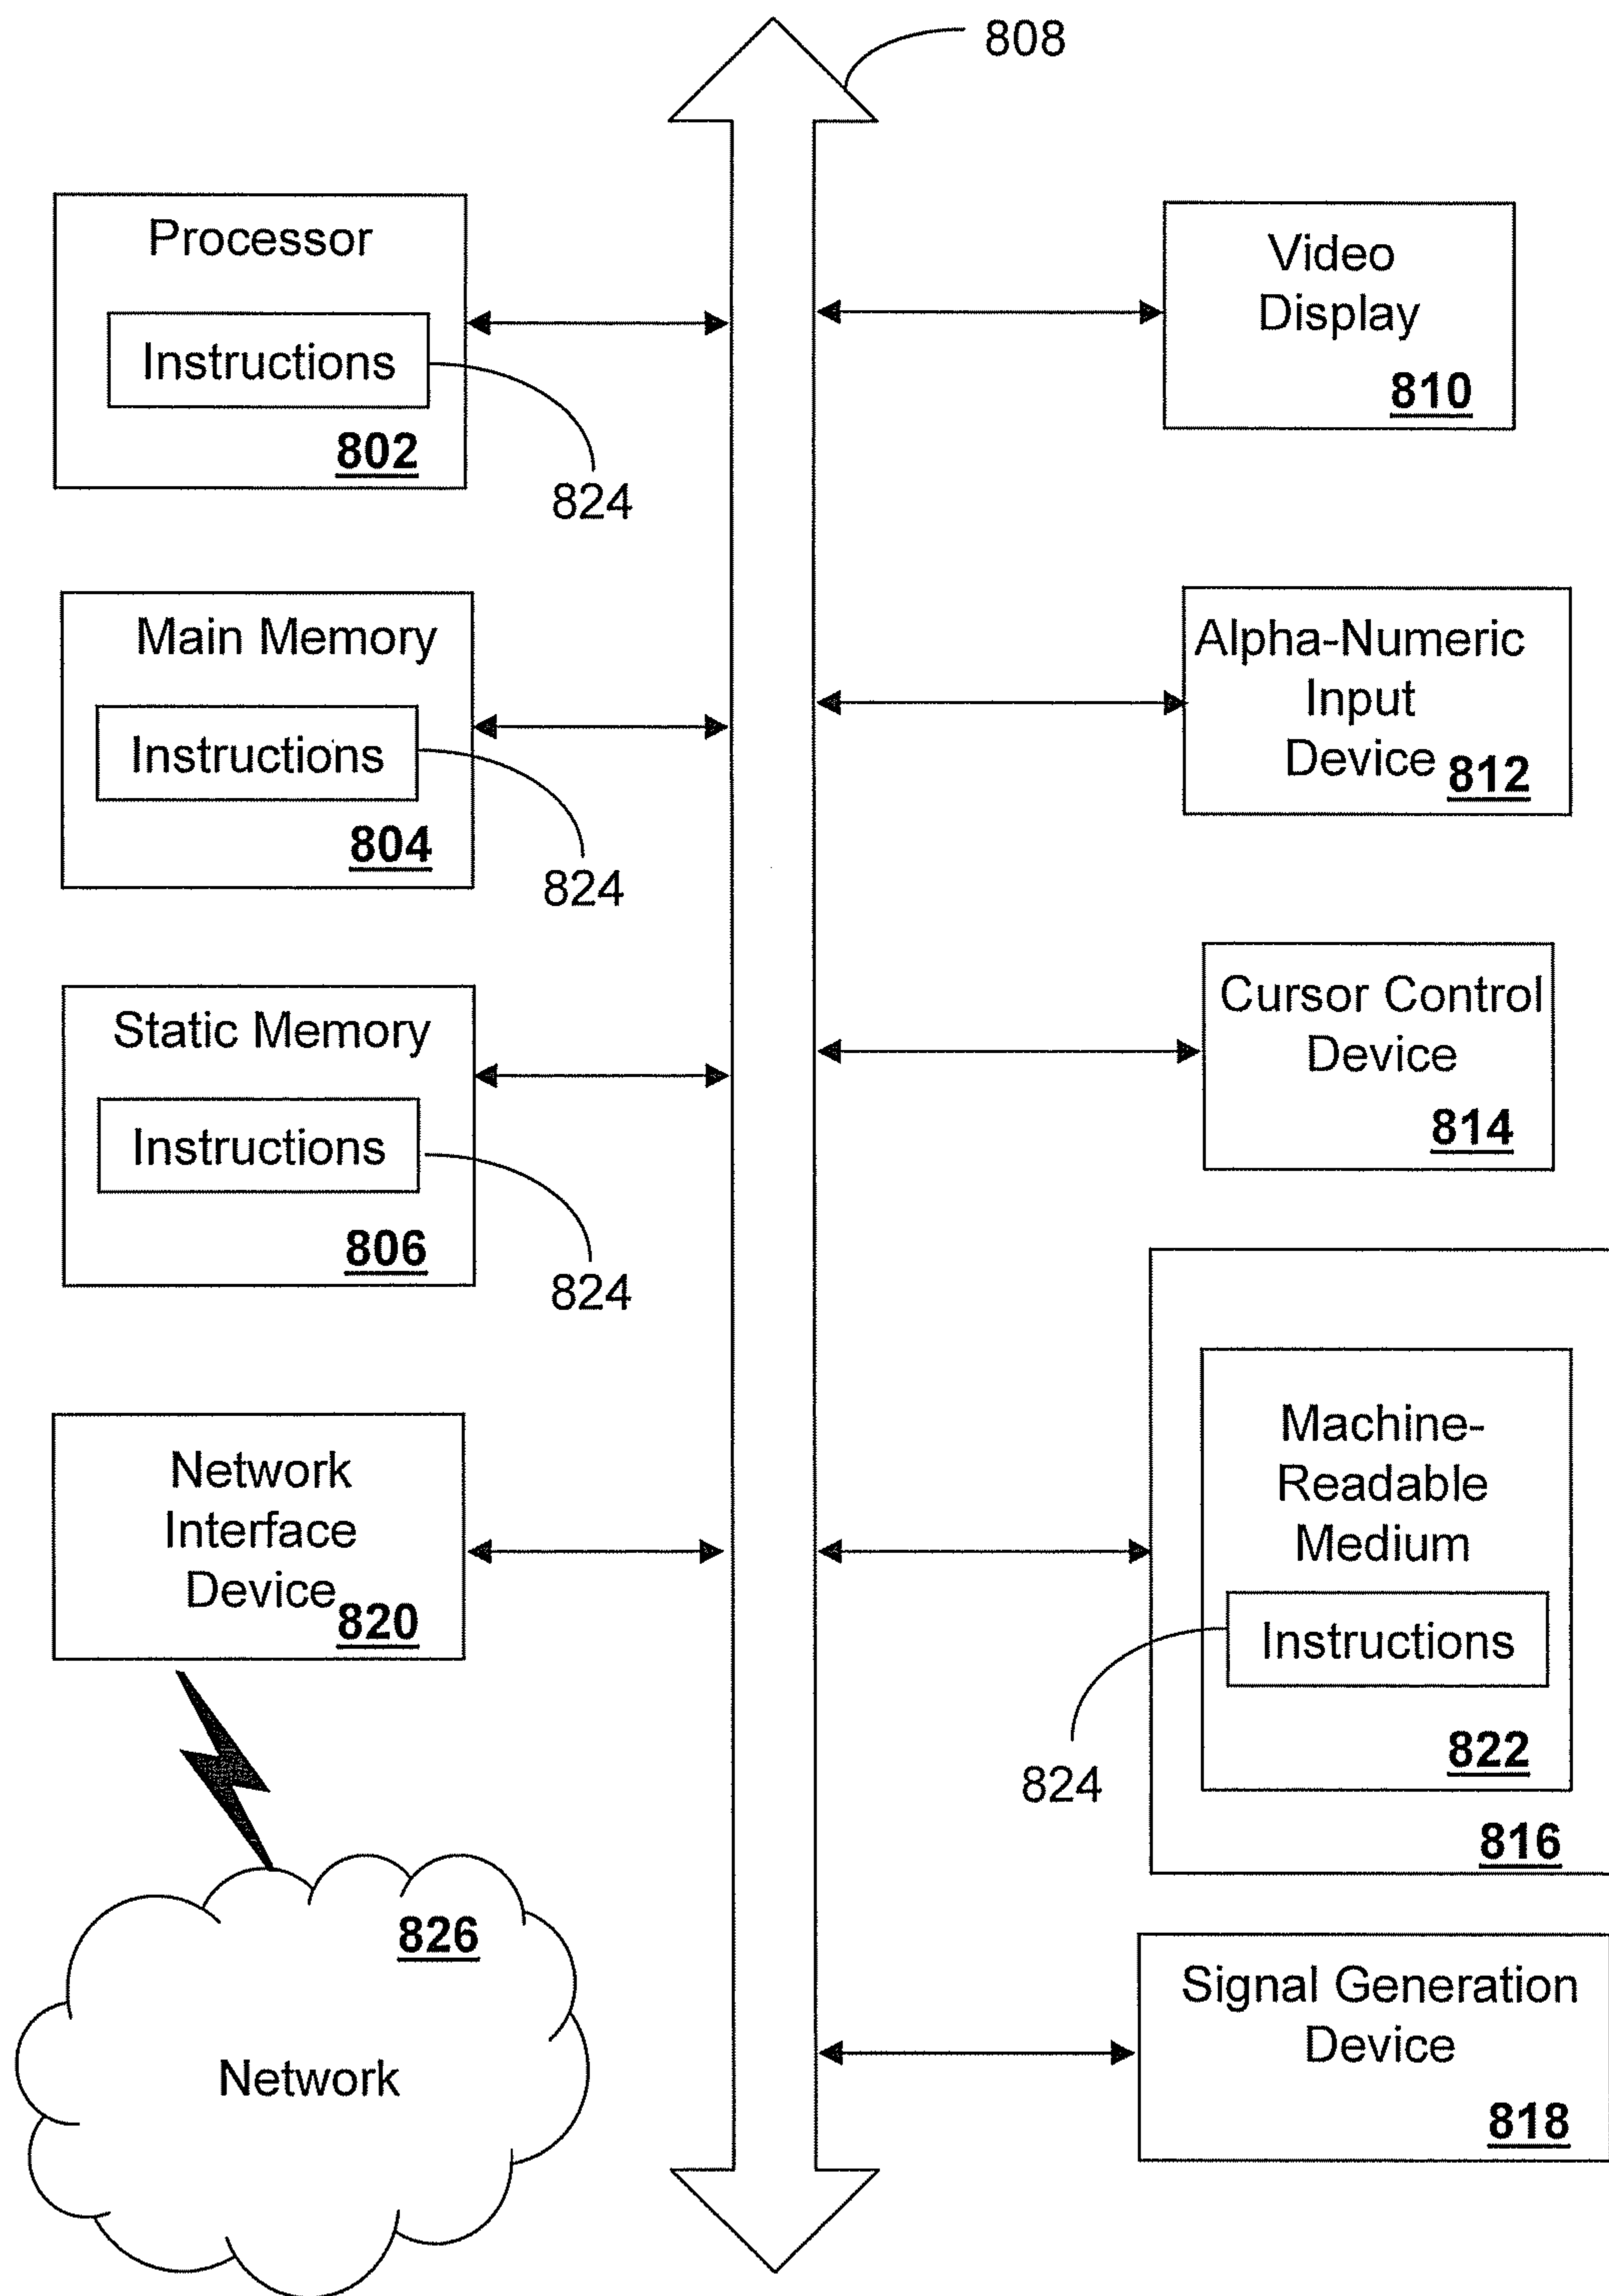 808
Processor
Instructions
802
824
Main Memory
Instructions
804
824
Static Memory
Instructions
806
824
Network
Interface
Device
820
826
Network
Video
Display
810
Alpha-Numeric
Input
Device
812
Cursor Control
Device
814
Machine-
Readable
Medium
Instructions
824
822
816
Signal Generation
Device
818